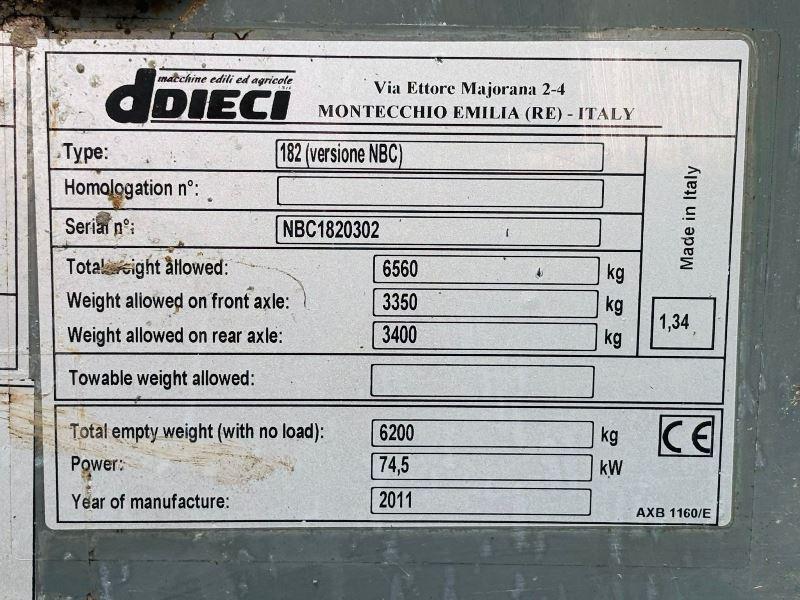 macchine edili ed agricole
dDIECI
Via Ettore Majorana 2-4
MONTECCHIO EMILIA (RE) - ITALY
Type: 182 (versione NBC)
Homologation n°:
Serial n°: NBC1820302
Made in Italy
Total weight allowed: 6560 kg
Weight allowed on front axle: 3350 kg
Weight allowed on rear axle: 3400 kg
1,34
Towable weight allowed:
Total empty weight (with no load): 6200 kg
CE
Power: 74,5 kW
Year of manufacture: 2011
AXB 1160/E